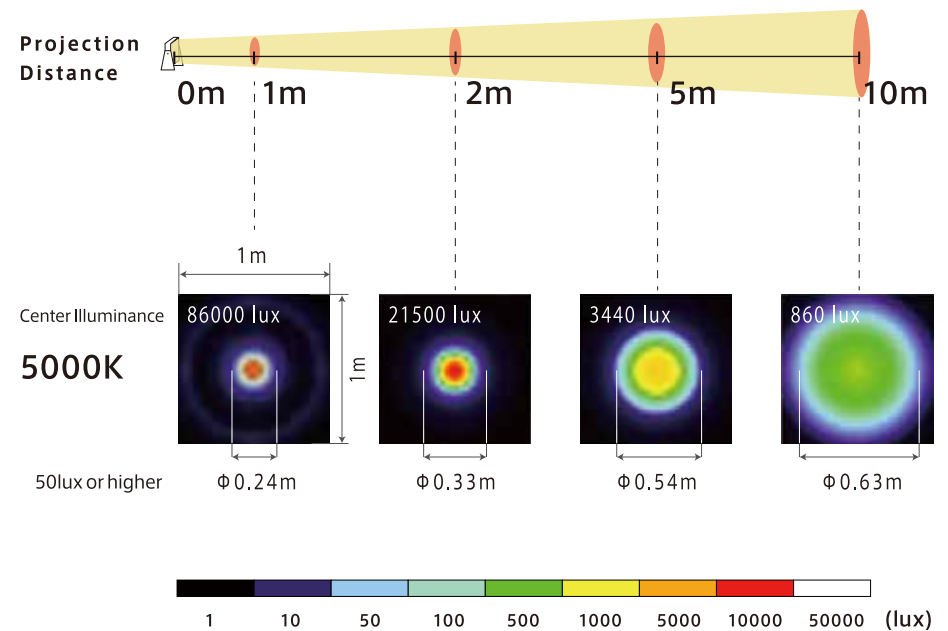 Projection
Distance
0m
1m
2m
5m
10m
1m
1m
Center Illuminance
5000K
86000 lux
21500 lux
3440 lux
860 lux
50lux or higher
Φ0.24m
Φ0.33m
Φ0.54m
Φ0.63m
1 10 50 100 500 1000 5000 10000 50000 (lux)